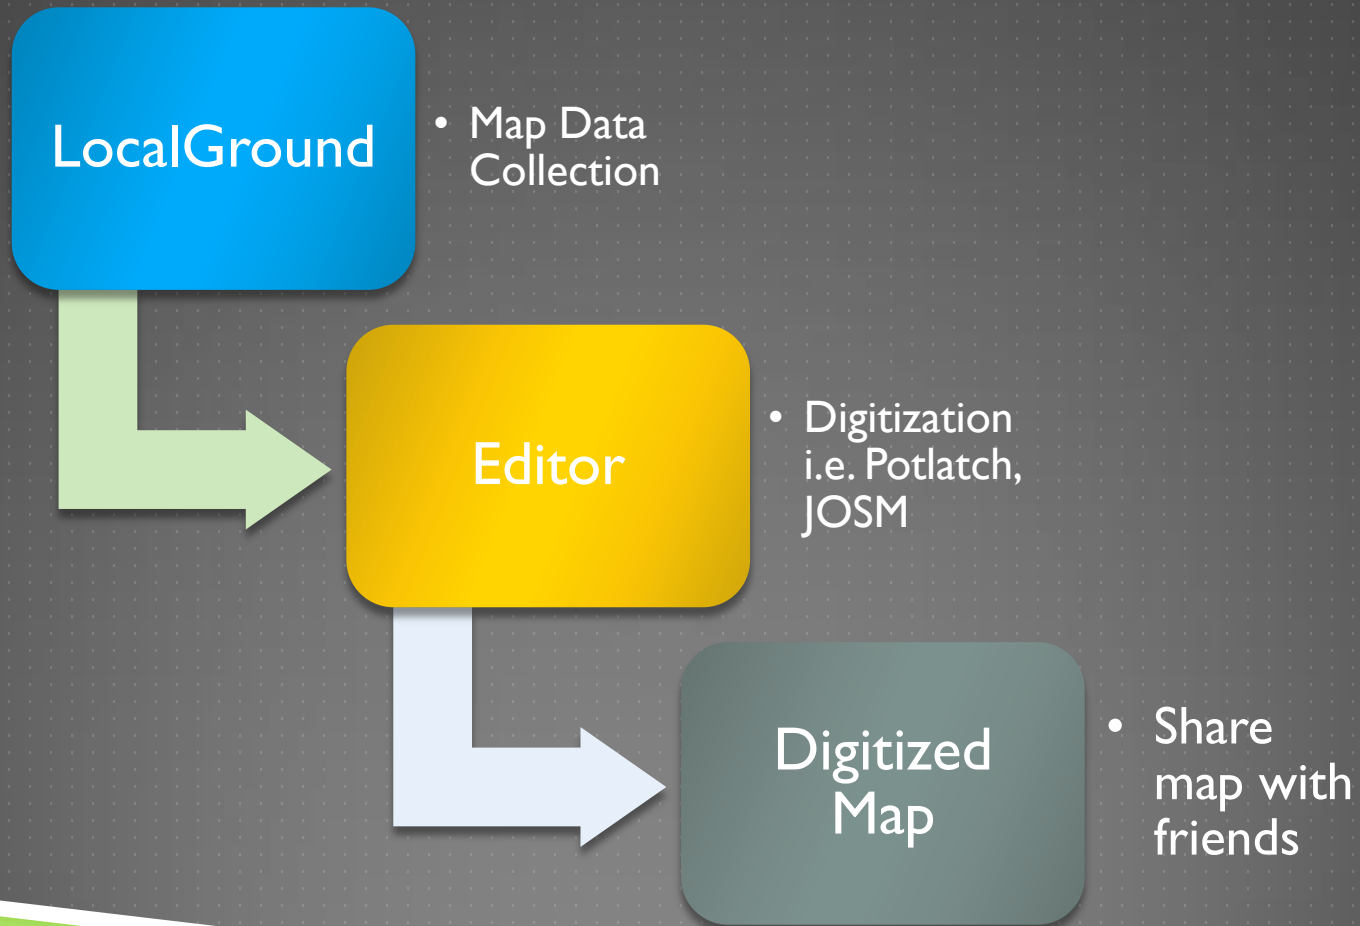 LocalGround
• Map Data
Collection
Editor
• Digitization
i.e. Potlatch,
JOSM
Digitized
Map
• Share
map with
friends